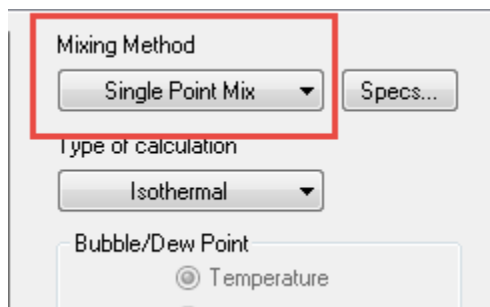 Mixing Method
Single Point Mix
Specs...
Type of calculation
Isothermal
Bubble/Dew Point
Temperature